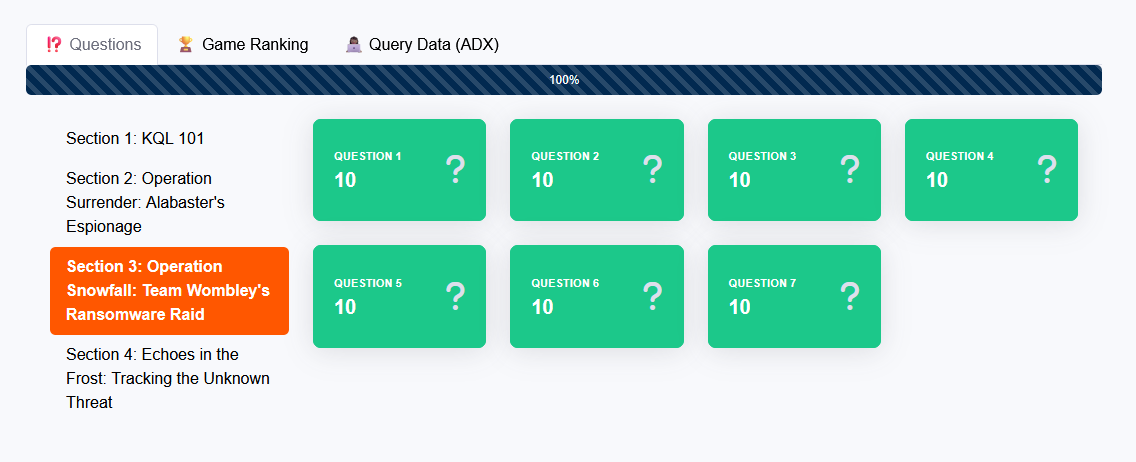 ⁉ Questions
🏆 Game Ranking
👩🏿‍💻 Query Data (ADX)
100%
Section 1: KQL 101
Section 2: Operation
Surrender: Alabaster's
Espionage
Section 3: Operation
Snowfall: Team Wombley's
Ransomware Raid
Section 4: Echoes in the
Frost: Tracking the Unknown
Threat
QUESTION 1
10
?
QUESTION 2
10
?
QUESTION 3
10
?
QUESTION 4
10
?
QUESTION 5
10
?
QUESTION 6
10
?
QUESTION 7
10
?